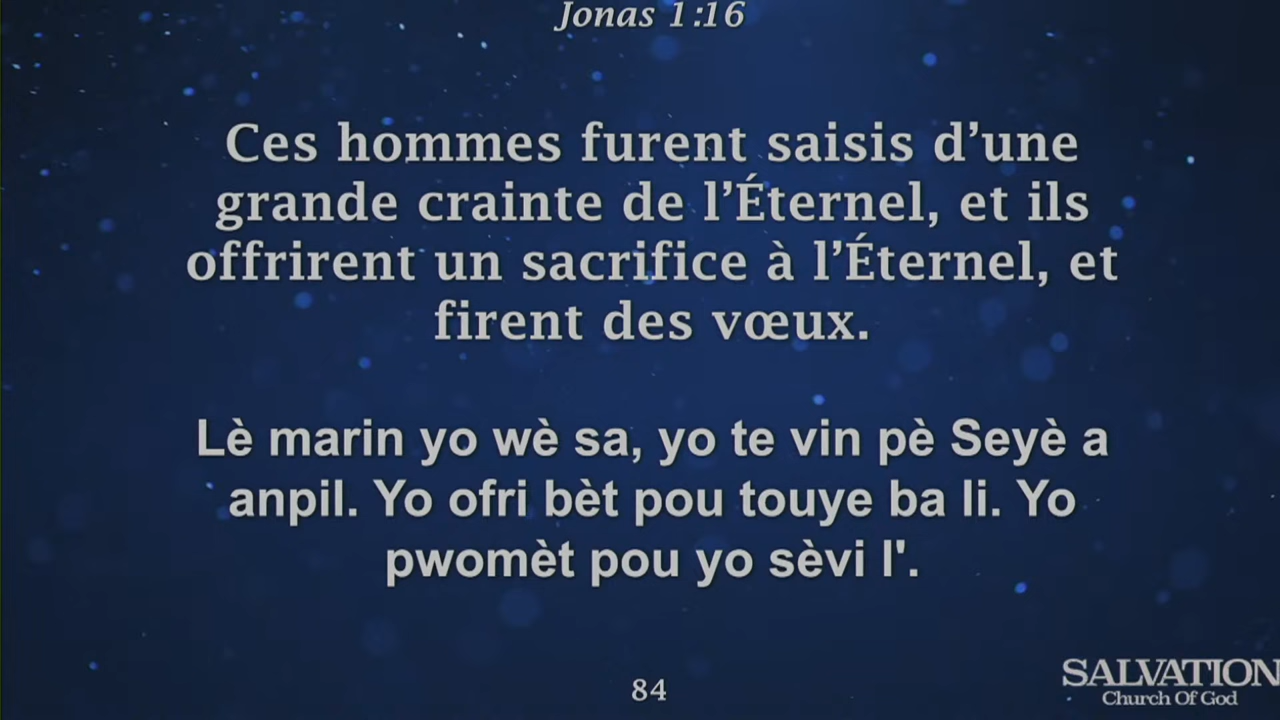 Jonas 1:16
Ces hommes furent saisis d’une
grande crainte de l’Éternel, et ils
offrirent un sacrifice à l’Éternel, et
firent des vœux.
Lè marin yo wè sa, yo te vin pè Seyè a
anpil. Yo ofri bèt pou touye ba li. Yo
pwomèt pou yo sèvi l'.
84
SALVATION
Church Of God